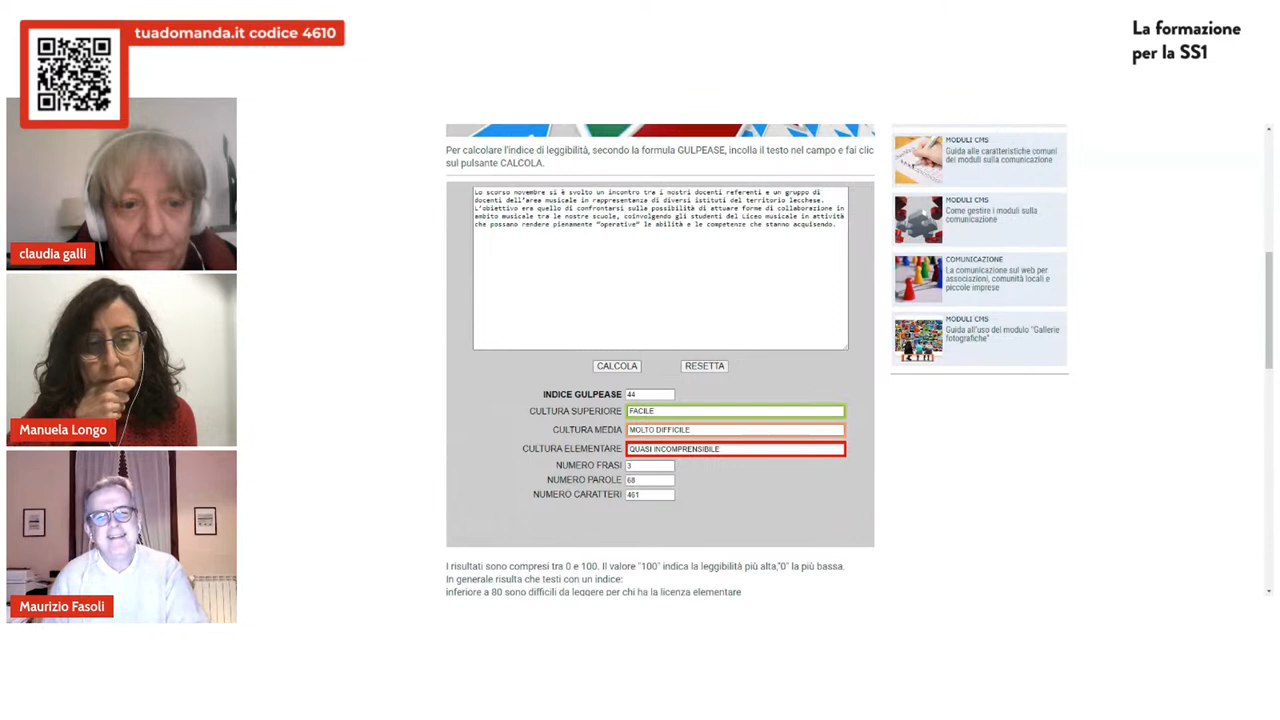 tuadomanda.it codice 4610
La formazione
per la SS1
claudia galli
Manuela Longo
Maurizio Fasoli
Per calcolare l'indice di leggibilità, secondo la formula GULPEASE, incolla il testo nel campo e fai clic
sul pulsante CALCOLA.
Lo scorso novembre si è svolto un incontro tra i nostri docenti referenti e un gruppo di
docenti dell'area musicale in rappresentanza di diversi istituti del territorio lecchese.
L'obiettivo era quello di confrontarsi sulla possibilità di attuare forme di collaborazione in
ambito musicale tra le nostre scuole, coinvolgendo gli studenti del Liceo musicale in attività
che possano rendere pienamente "operative" le abilità e le competenze che stanno acquisendo.
CALCOLA RESETTA
INDICE GULPEASE 44
CULTURA SUPERIORE FACILE
CULTURA MEDIA MOLTO DIFFICILE
CULTURA ELEMENTARE QUASI INCOMPRENSIBILE
NUMERO FRASI 3
NUMERO PAROLE 68
NUMERO CARATTERI 461
I risultati sono compresi tra 0 e 100. Il valore "100" indica la leggibilità più alta,"0" la più bassa.
In generale risulta che testi con un indice:
inferiore a 80 sono difficili da leggere per chi ha la licenza elementare
MODULI CMS
Guida alle caratteristiche comuni
dei moduli sulla comunicazione
MODULI CMS
Come gestire i moduli sulla
comunicazione
COMUNICAZIONE
La comunicazione sul web per
associazioni, comunità locali e
piccole imprese
MODULI CMS
Guida all'uso del modulo "Gallerie
fotografiche"